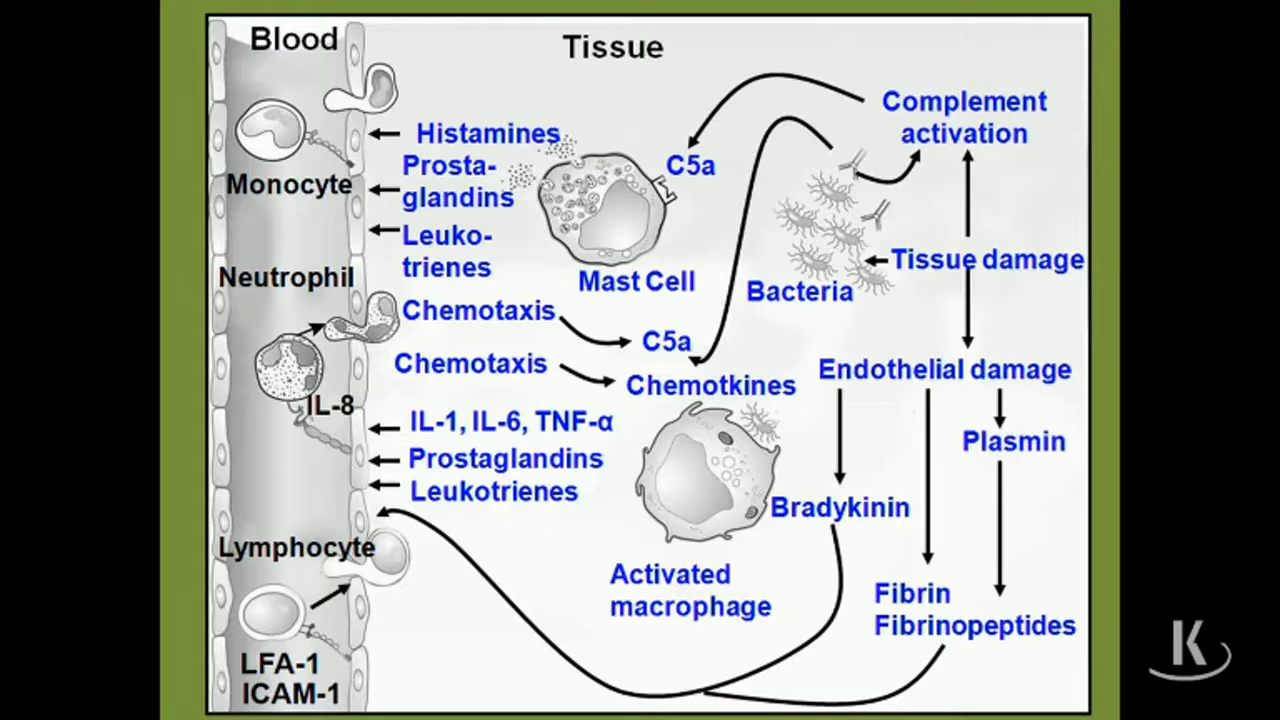 Blood
Tissue
Complement
activation
Histamines
Prosta-
glandins
C5a
Monocyte
Leuko-
trienes
Tissue damage
Neutrophil
Mast Cell
Bacteria
Chemotaxis
C5a
Chemotaxis
Chemotkines
Endothelial damage
IL-8
IL-1, IL-6, TNF-α
Plasmin
Prostaglandins
Leukotrienes
Bradykinin
Lymphocyte
Activated
macrophage
Fibrin
Fibrinopeptides
LFA-1
ICAM-1
K